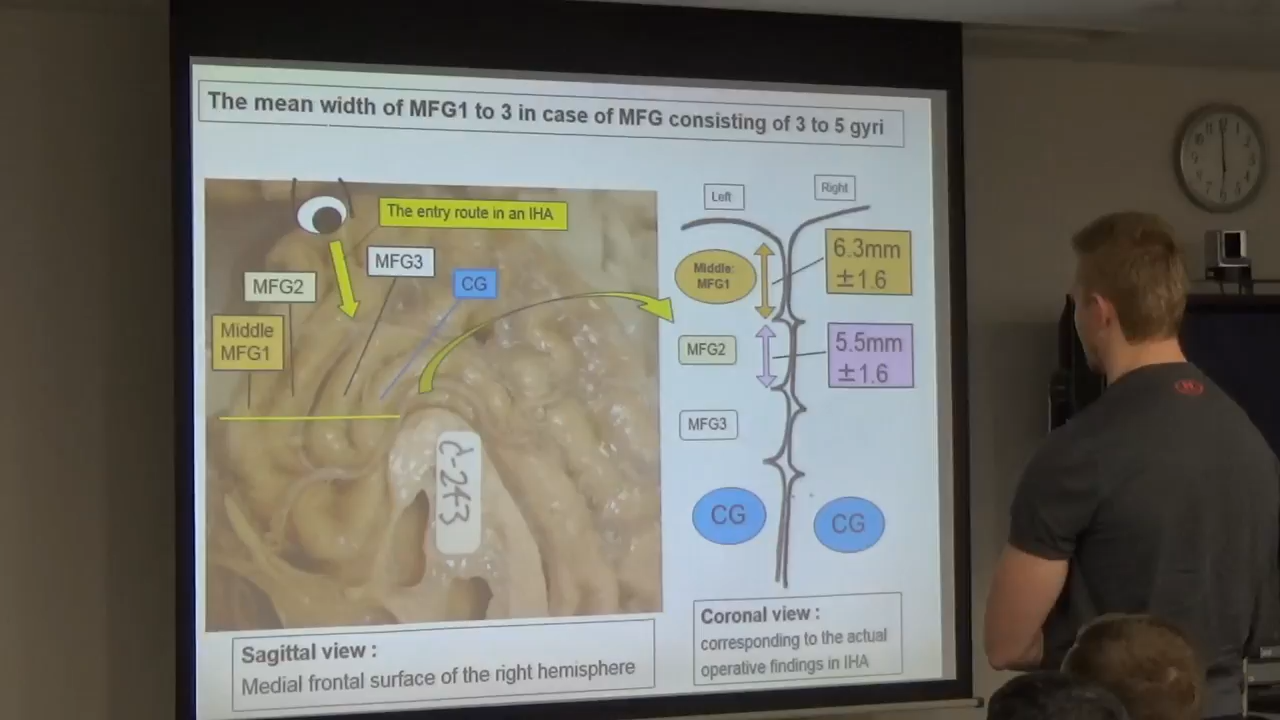 The mean width of MFG1 to 3 in case of MFG consisting of 3 to 5 gyri
The entry route in an IHA
MFG3
CG
MFG2
Middle
MFG1
C-243
Sagittal view :
Medial frontal surface of the right hemisphere
Left
Right
Middle:
MFG1
6.3mm
±1.6
MFG2
5.5mm
±1.6
MFG3
CG
CG
Coronal view :
corresponding to the actual
operative findings in IHA